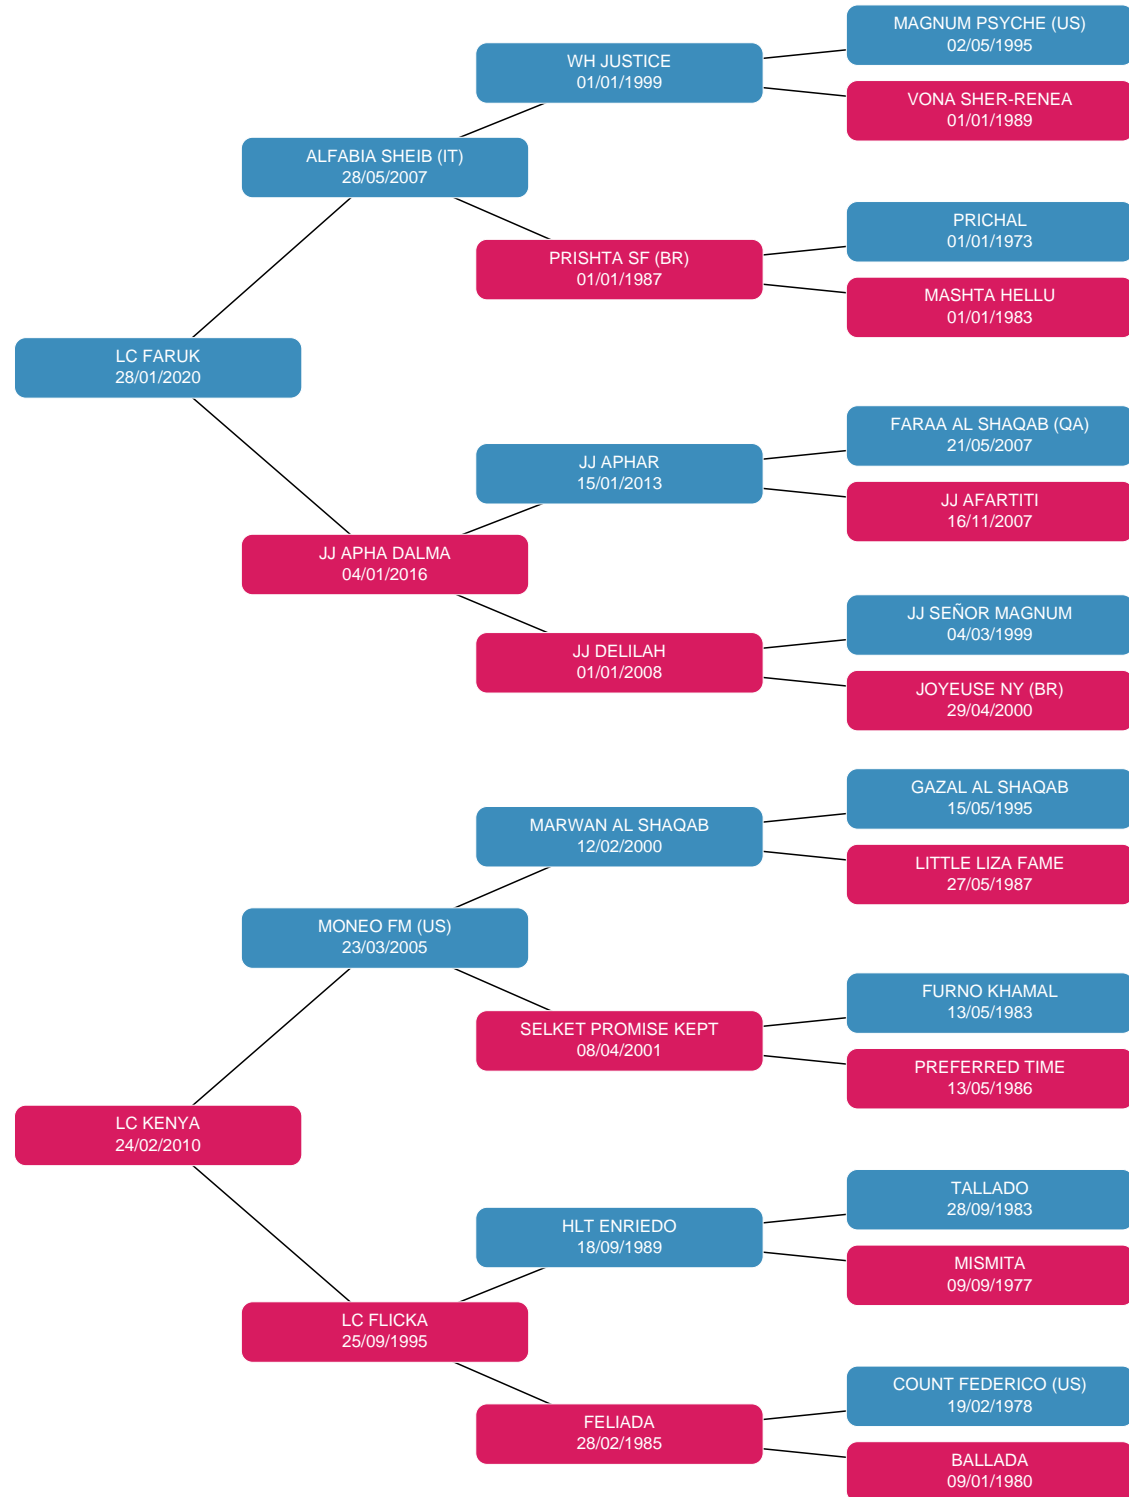 MAGNUM PSYCHE (US)
02/05/1995
WH JUSTICE
01/01/1999
VONA SHER-RENEA
01/01/1989
ALFABIA SHEIB (IT)
28/05/2007
PRICHAL
01/01/1973
PRISHTA SF (BR)
01/01/1987
MASHTA HELLU
01/01/1983
LC FARUK
28/01/2020
FARAA AL SHAQAB (QA)
21/05/2007
JJ APHAR
15/01/2013
JJ AFARTITI
16/11/2007
JJ APHA DALMA
04/01/2016
JJ SEÑOR MAGNUM
04/03/1999
JJ DELILAH
01/01/2008
JOYEUSE NY (BR)
29/04/2000
GAZAL AL SHAQAB
15/05/1995
MARWAN AL SHAQAB
12/02/2000
LITTLE LIZA FAME
27/05/1987
MONEO FM (US)
23/03/2005
FURNO KHAMAL
13/05/1983
SELKET PROMISE KEPT
08/04/2001
PREFERRED TIME
13/05/1986
LC KENYA
24/02/2010
TALLADO
28/09/1983
HLT ENRIEDO
18/09/1989
MISMITA
09/09/1977
LC FLICKA
25/09/1995
COUNT FEDERICO (US)
19/02/1978
FELIADA
28/02/1985
BALLADA
09/01/1980